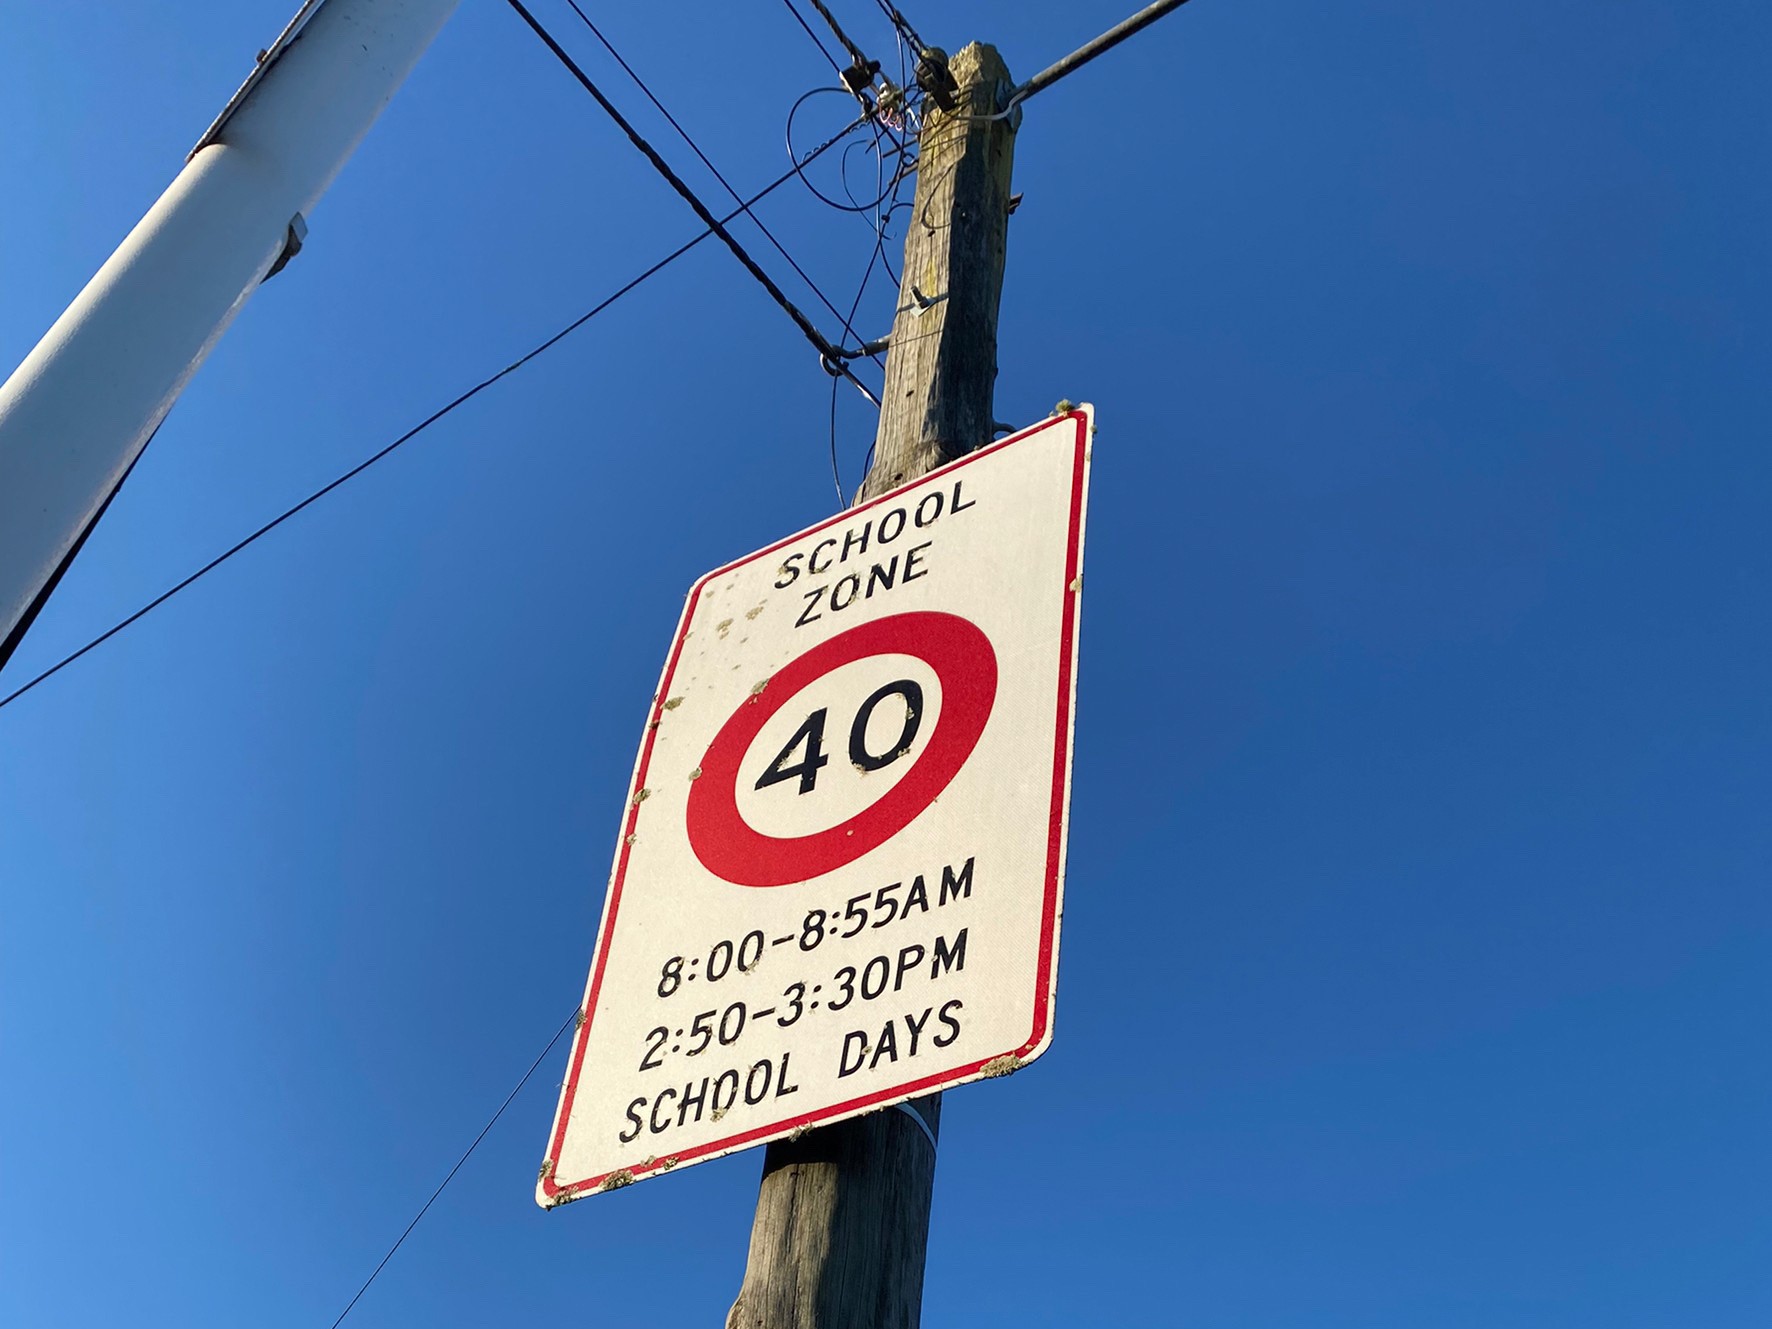 SCHOOL
ZONE
40
8:00-8:55AM
2:50-3:30PM
SCHOOL DAYS